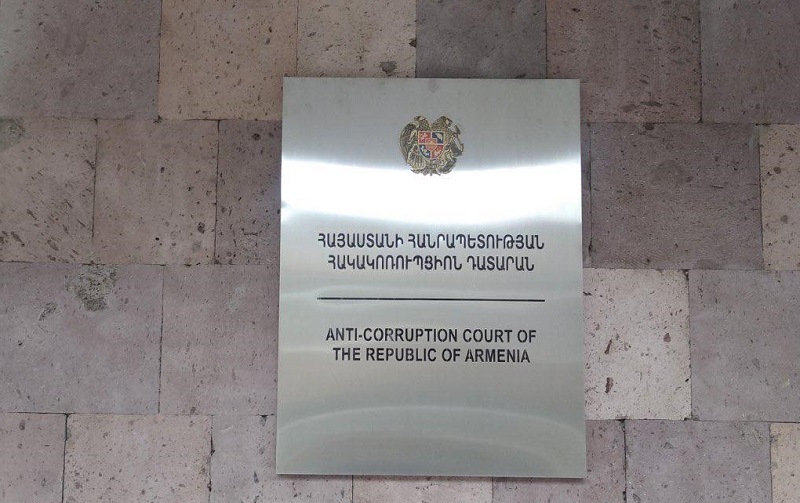 ՀԱՅԱՍՏԱՆԻ ՀԱՆՐԱՊԵՏՈՒԹՅԱՆ
ՀԱԿԱԿՈՌՈՒՊՑԻՈՆ ԴԱՏԱՐԱՆ
ANTI-CORRUPTION COURT OF
THE REPUBLIC OF ARMENIA